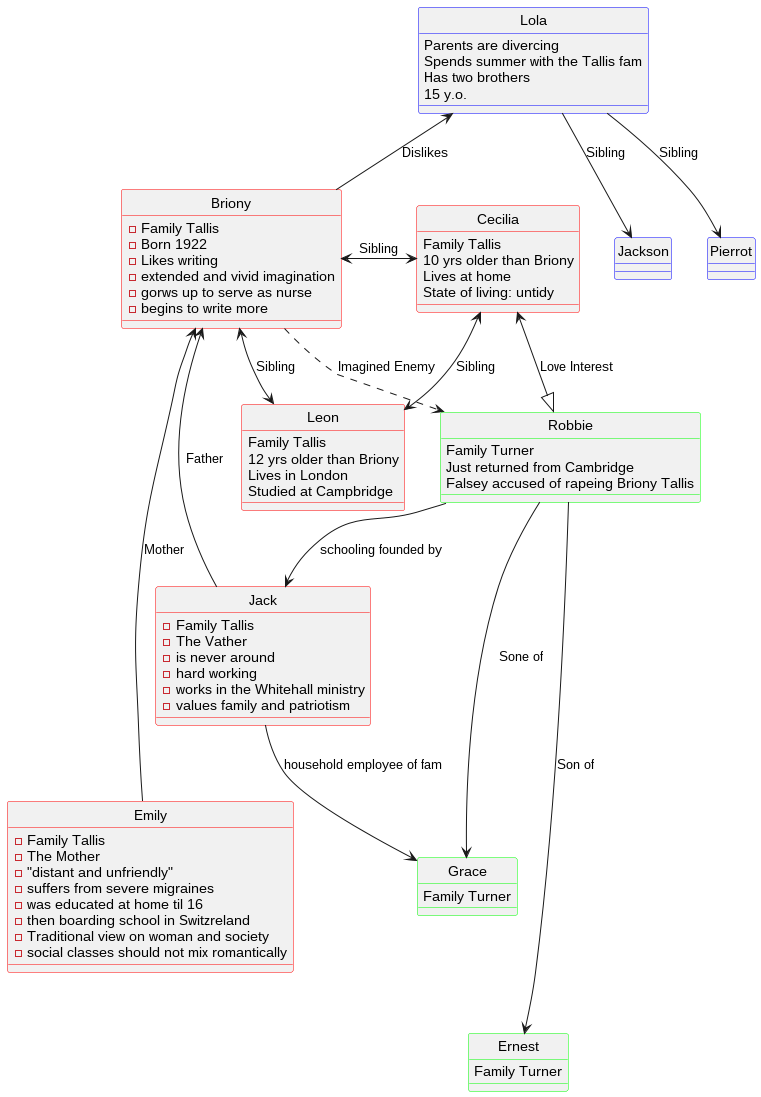 Lola
Parents are divercing
Spends summer with the Tallis fam
Has two brothers
15 y.o.
Dislikes
Sibling
Sibling
Briony
Family Tallis
Born 1922
Likes writing
extended and vivid imagination
gorws up to serve as nurse
begins to write more
Sibling
Cecilia
Family Tallis
10 yrs older than Briony
Lives at home
State of living: untidy
Jackson
Pierrot
Sibling
Imagined Enemy
Sibling
Love Interest
Leon
Family Tallis
12 yrs older than Briony
Lives in London
Studied at Campbridge
Robbie
Family Turner
Just returned from Cambridge
Falsey accused of rapeing Briony Tallis
Father
Mother
schooling founded by
Jack
Family Tallis
The Vather
is never around
hard working
works in the Whitehall ministry
values family and patriotism
Sone of
household employee of fam
Son of
Emily
Family Tallis
The Mother
"distant and unfriendly"
suffers from severe migraines
was educated at home til 16
then boarding school in Switzreland
Traditional view on woman and society
social classes should not mix romantically
Grace
Family Turner
Ernest
Family Turner